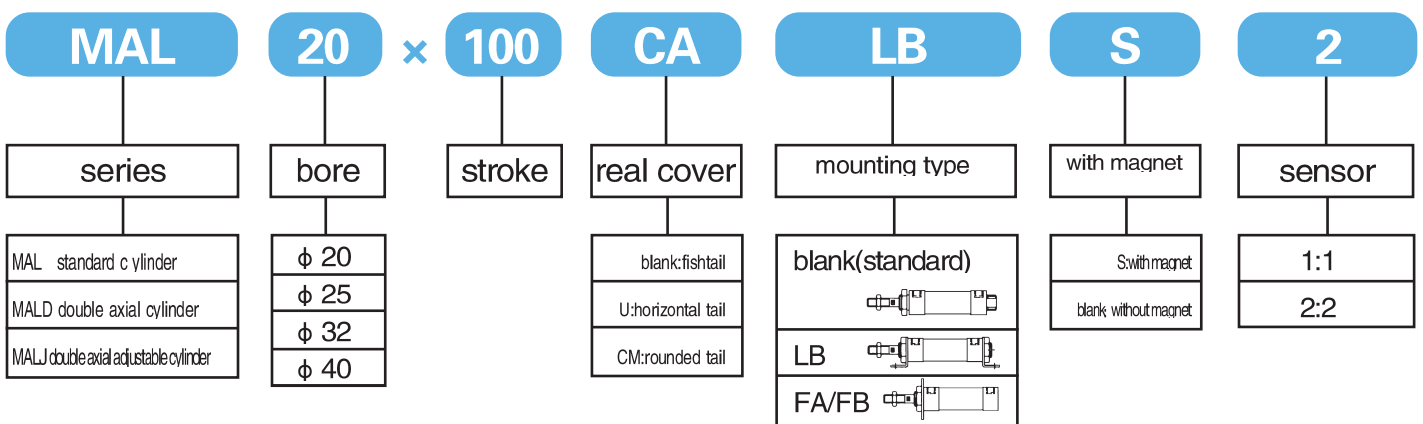 MAL 20 × 100 CA LB S 2
series bore stroke real cover mounting type with magnet sensor
MAL standard c ylinder
MALD double axial cylinder
MALJ double axial adjustable cylinder
ϕ 20
ϕ 25
ϕ 32
ϕ 40
blank:fishtail
U:horizontal tail
CM:rounded tail
blank(standard)
LB
FA/FB
S:with magnet
blank: without magnet
1:1
2:2